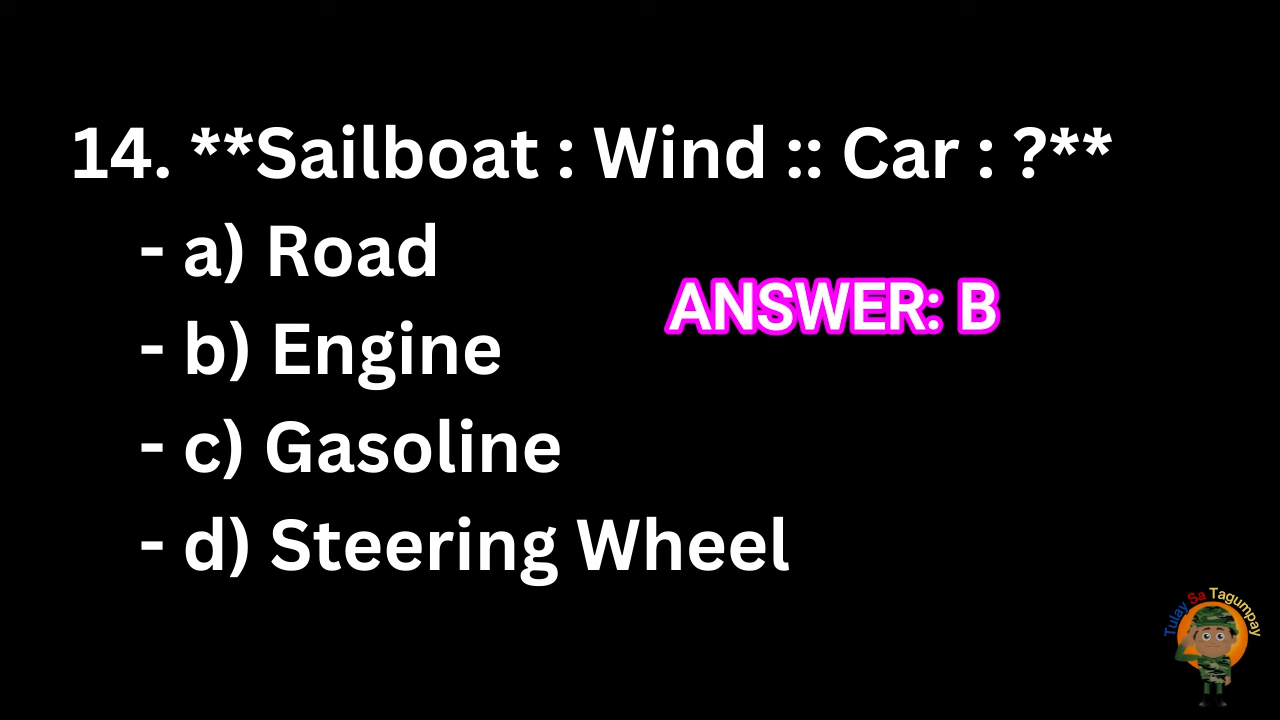 14. **Sailboat : Wind :: Car : ?**
- a) Road
ANSWER: B
- b) Engine
- c) Gasoline
- d) Steering Wheel
Tulay Sa Tagumpay